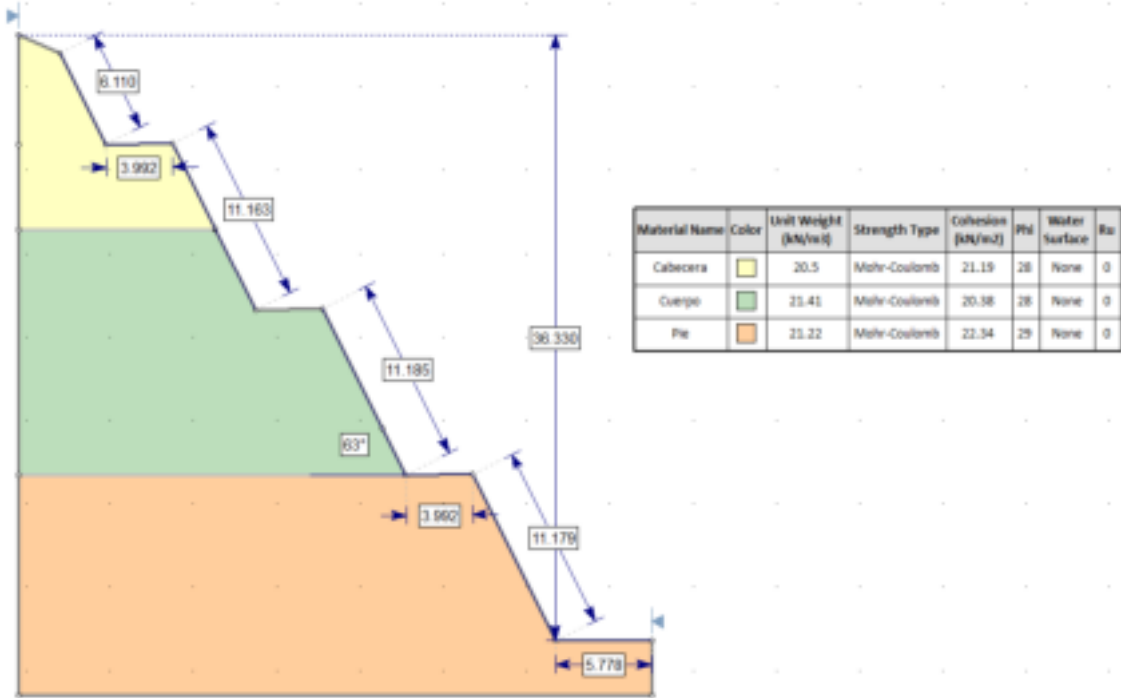 6.110
3.992
11.163
Material Name Color Unit Weight (kN/m3) Strength Type Cohesion (kN/m2) Phi Water Surface Ru
Cabecera 20.5 Mohr-Coulomb 21.19 28 None 0
Cuerpo 21.41 Mohr-Coulomb 20.38 28 None 0
Pie 21.22 Mohr-Coulomb 22.34 29 None 0
36.330
11.185
63°
3.992
11.179
5.778